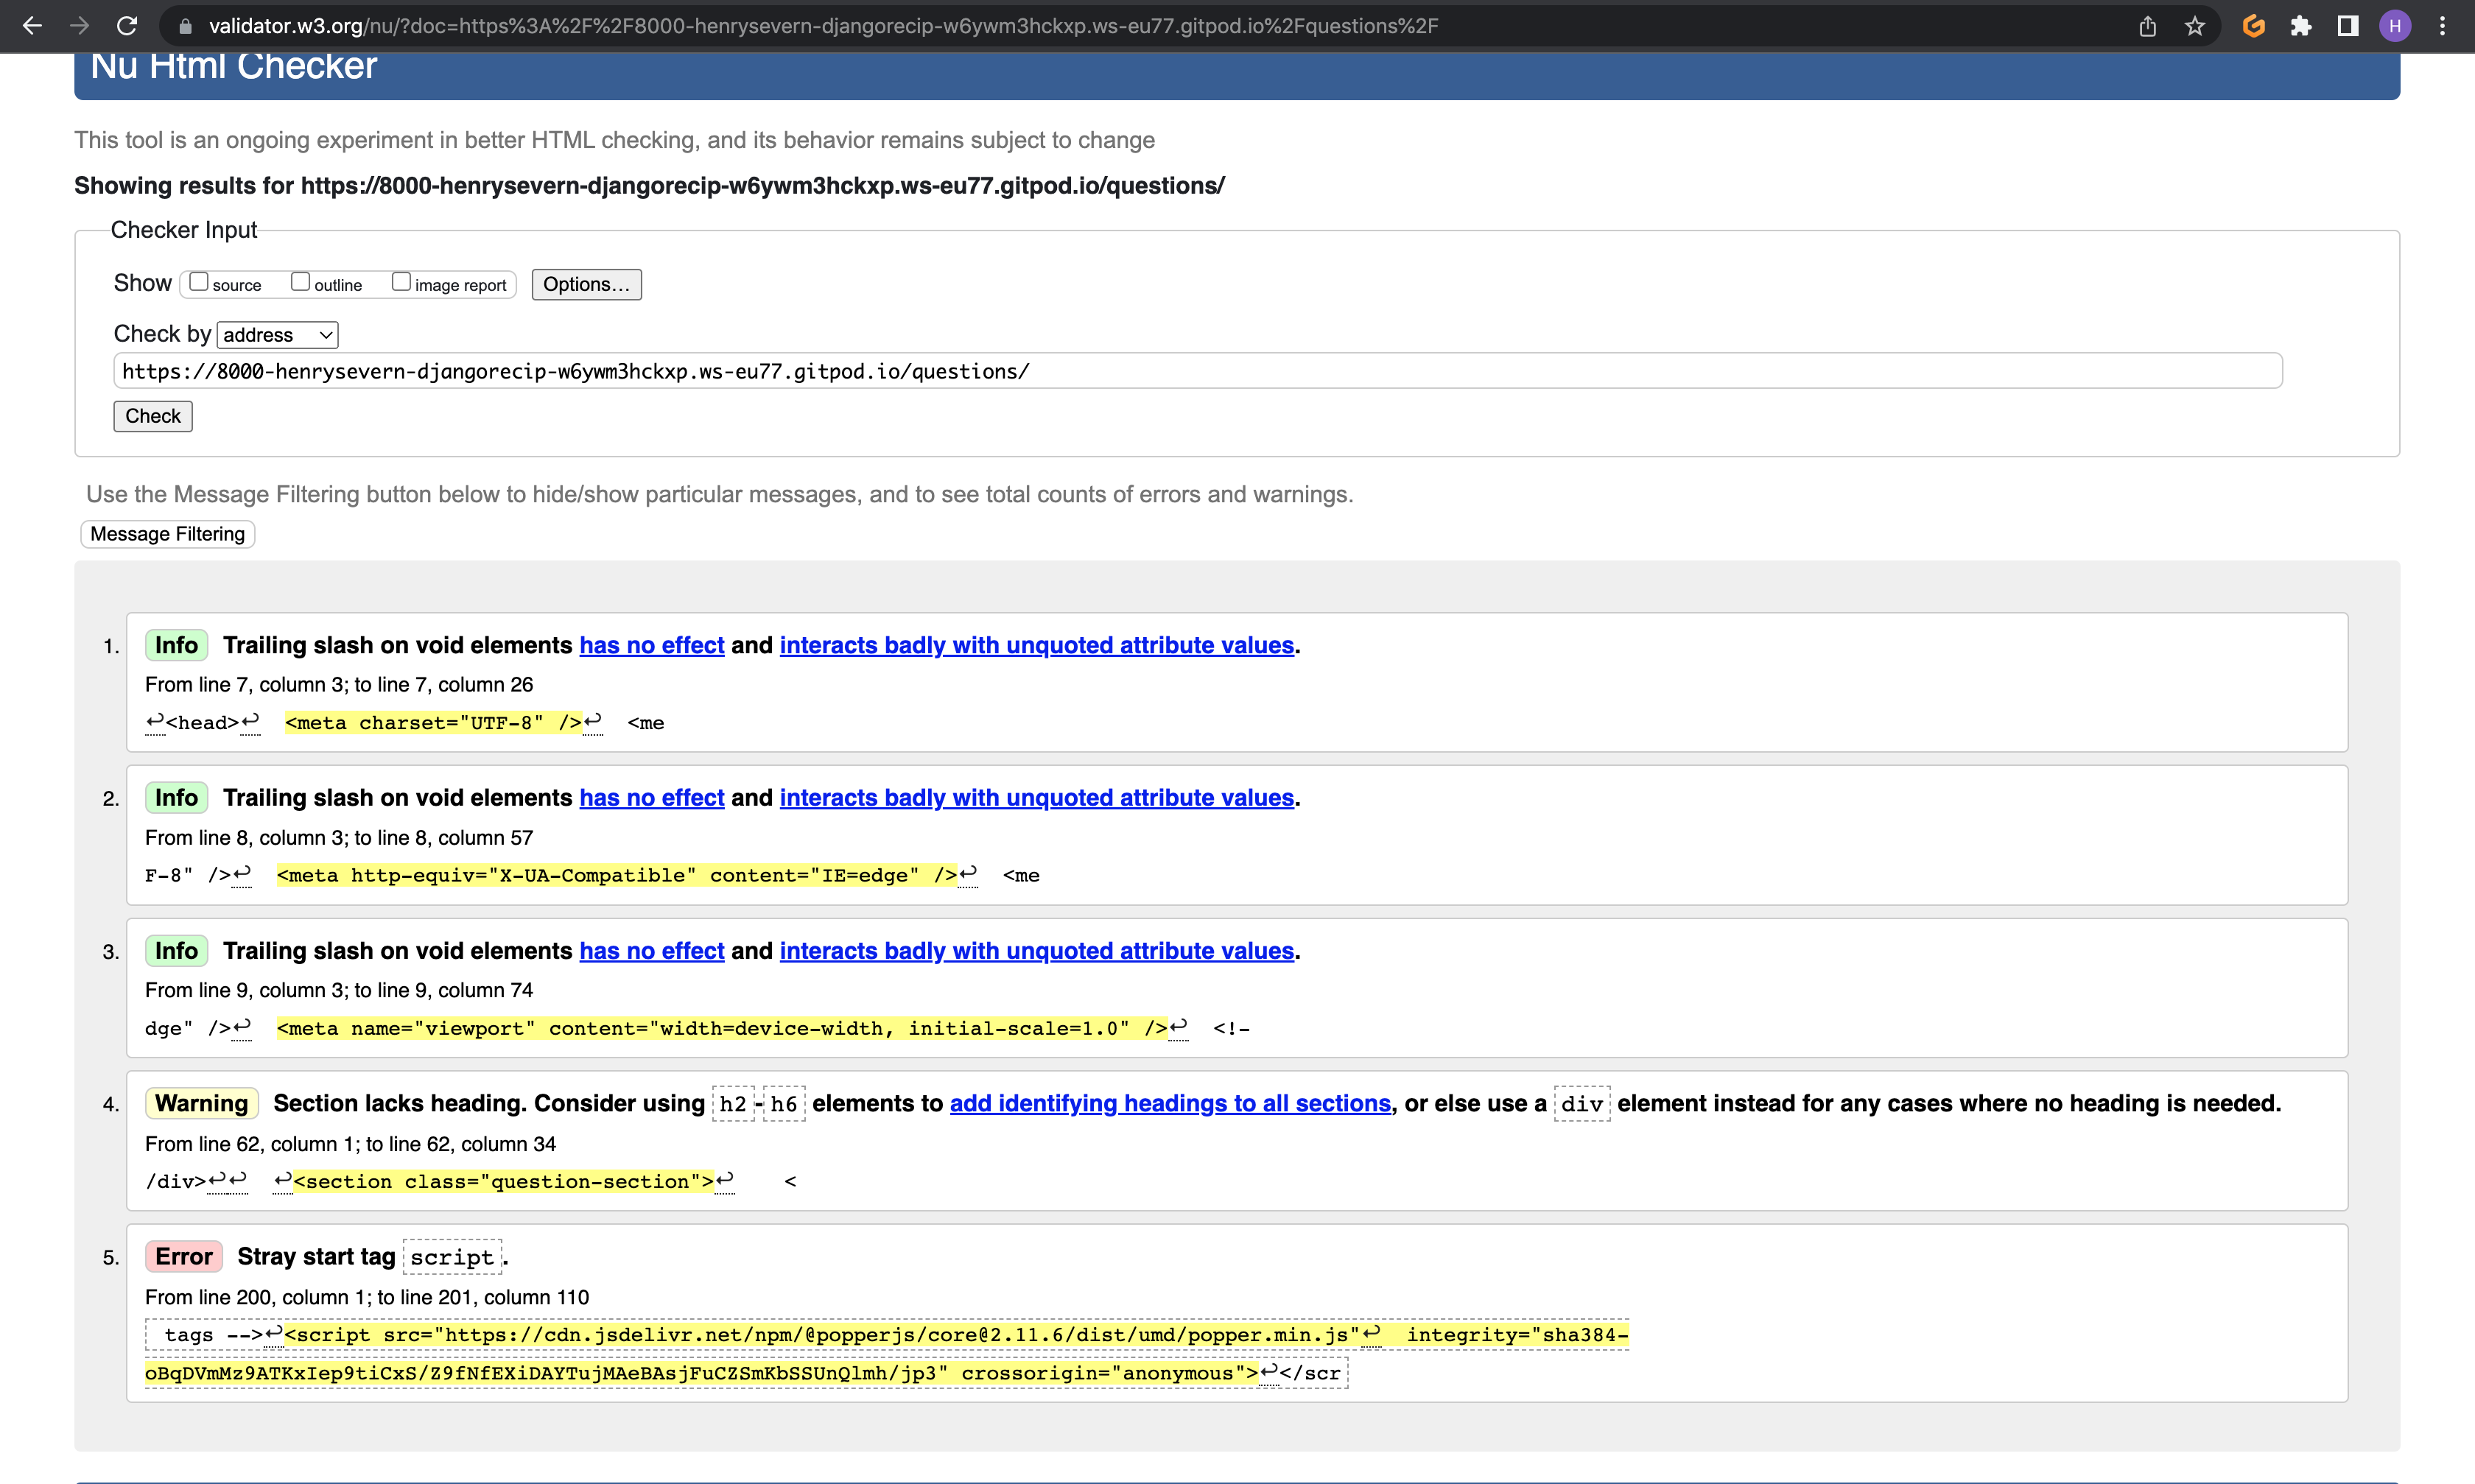 validator.w3.org/nu/?doc=https%3A%2F%2F8000-henrysevern-djangorecip-w6ywm3hckxp.ws-eu77.gitpod.io%2Fquestions%2F
H
Nu Html Checker
This tool is an ongoing experiment in better HTML checking, and its behavior remains subject to change
Showing results for https://8000-henrysevern-djangorecip-w6ywm3hckxp.ws-eu77.gitpod.io/questions/
Checker Input
Show source outline image report Options...
Check by address
https://8000-henrysevern-djangorecip-w6ywm3hckxp.ws-eu77.gitpod.io/questions/
Check
Use the Message Filtering button below to hide/show particular messages, and to see total counts of errors and warnings.
Message Filtering
1. Info Trailing slash on void elements has no effect and interacts badly with unquoted attribute values.
From line 7, column 3; to line 7, column 26
↩<head>↩ <meta charset="UTF-8" />↩ <me
2. Info Trailing slash on void elements has no effect and interacts badly with unquoted attribute values.
From line 8, column 3; to line 8, column 57
F-8" />↩ <meta http-equiv="X-UA-Compatible" content="IE=edge" />↩ <me
3. Info Trailing slash on void elements has no effect and interacts badly with unquoted attribute values.
From line 9, column 3; to line 9, column 74
dge" />↩ <meta name="viewport" content="width=device-width, initial-scale=1.0" />↩ <!-
4. Warning Section lacks heading. Consider using h2-h6 elements to add identifying headings to all sections, or else use a div element instead for any cases where no heading is needed.
From line 62, column 1; to line 62, column 34
/div>↩↩ ↩<section class="question-section">↩ <
5. Error Stray start tag script.
From line 200, column 1; to line 201, column 110
tags -->↩<script src="https://cdn.jsdelivr.net/npm/@popperjs/core@2.11.6/dist/umd/popper.min.js"↩ integrity="sha384-
oBqDVmMz9ATKxIep9tiCxS/Z9fNfEXiDAYTujMAeBAsjFuCZSmKbSSUnQlmh/jp3" crossorigin="anonymous">↩</scr